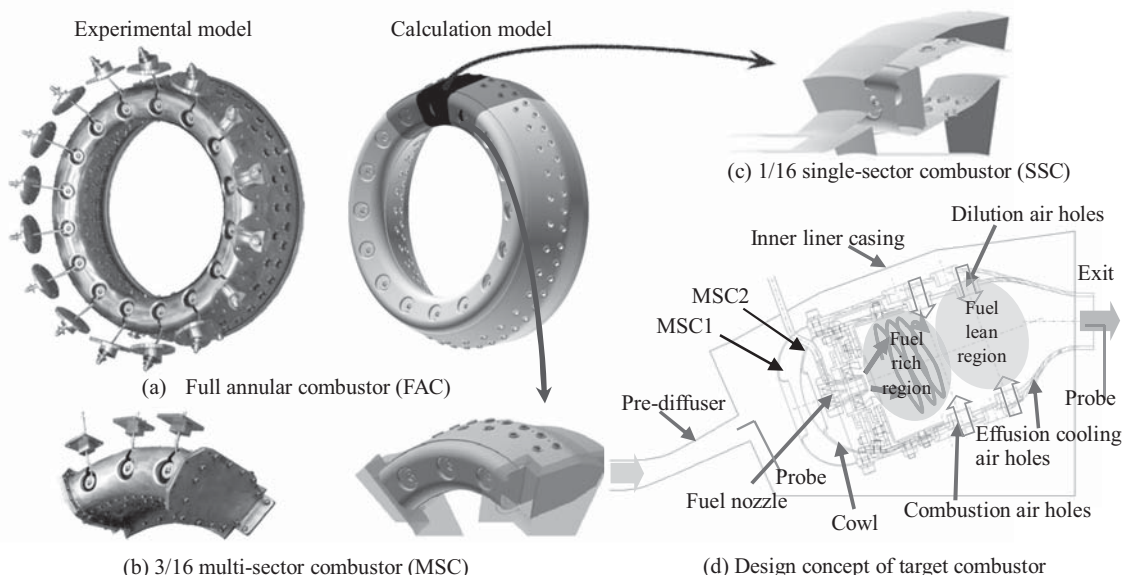 Experimental model
Calculation model
(a) Full annular combustor (FAC)
(b) 3/16 multi-sector combustor (MSC)
(c) 1/16 single-sector combustor (SSC)
Dilution air holes
Inner liner casing
Exit
MSC2
MSC1
Fuel
rich
region
Fuel
lean
region
Pre-diffuser
Probe
Probe
Effusion cooling
air holes
Fuel nozzle
Combustion air holes
Cowl
(d) Design concept of target combustor